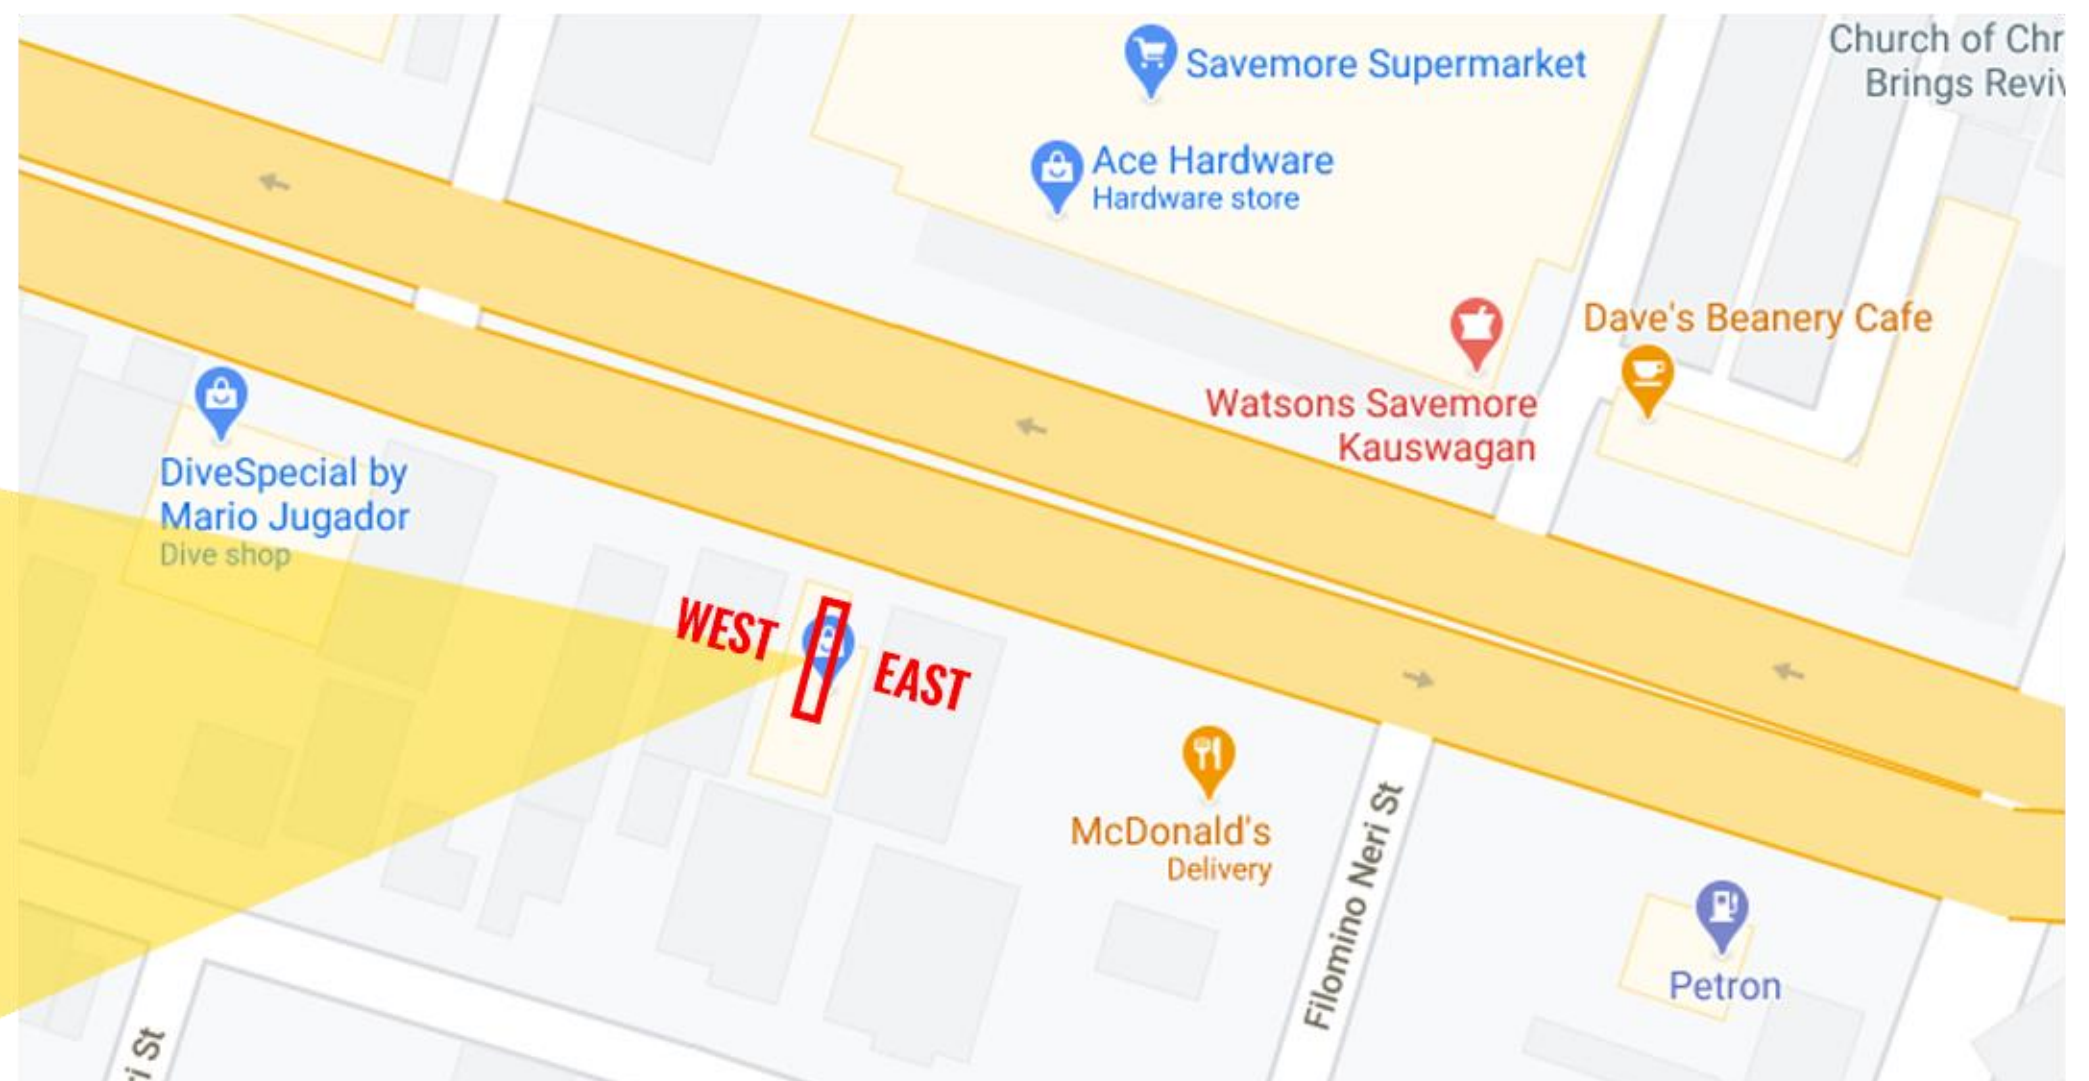 Church of Chr
Brings Reviv
Savemore Supermarket
Ace Hardware
Hardware store
Dave's Beanery Cafe
Watsons Savemore
Kauswagan
DiveSpecial by
Mario Jugador
Dive shop
WEST
EAST
McDonald's
Delivery
Filomino Neri St
Petron
ri St